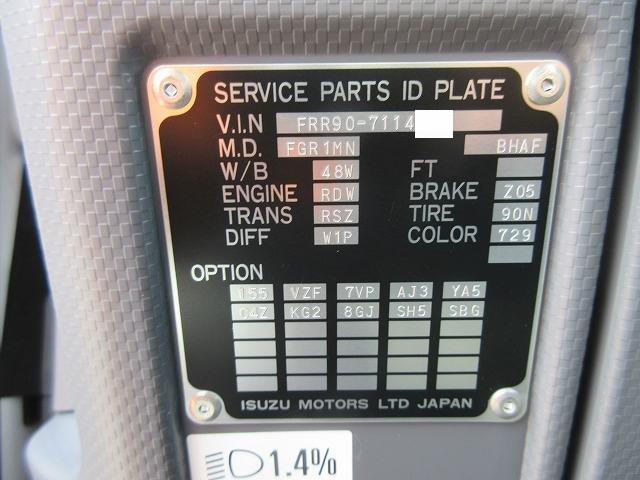 SERVICE PARTS ID PLATE
V.I.N FRR90-7114
M.D. FGR1MN BHAF
W/B 48W FT
ENGINE RDW BRAKE Z05
TRANS RSZ TIRE 90N
DIFF W1P COLOR 729
OPTION
155 VZF 7VP AJ3 YA5
C4Z KG2 8GJ SH5 SBG
ISUZU MOTORS LTD JAPAN
1.4%